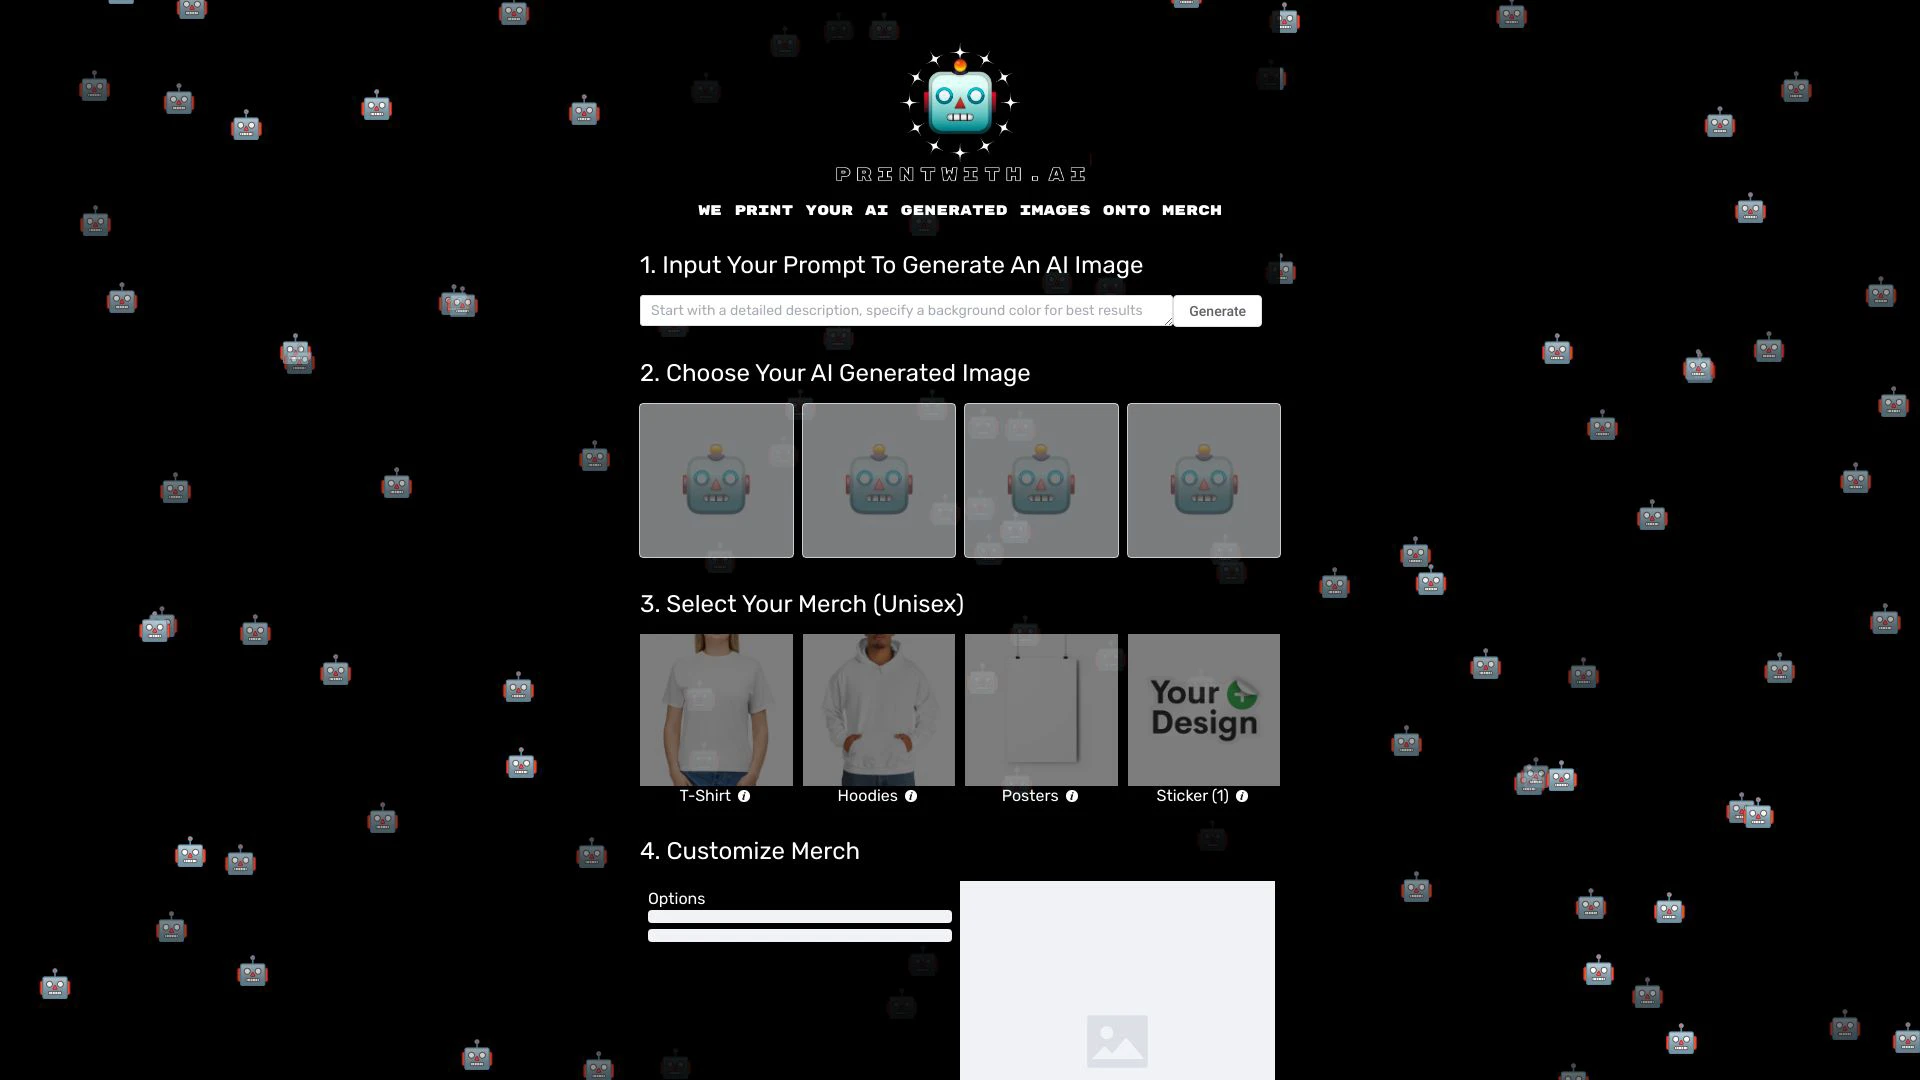 PRINTWITH.AI
WE PRINT YOUR AI GENERATED IMAGES ONTO MERCH
1. Input Your Prompt To Generate An AI Image
Start with a detailed description, specify a background color for best results
Generate
2. Choose Your AI Generated Image
3. Select Your Merch (Unisex)
Your
Design
T-Shirt i
Hoodies i
Posters i
Sticker (1) i
4. Customize Merch
Options